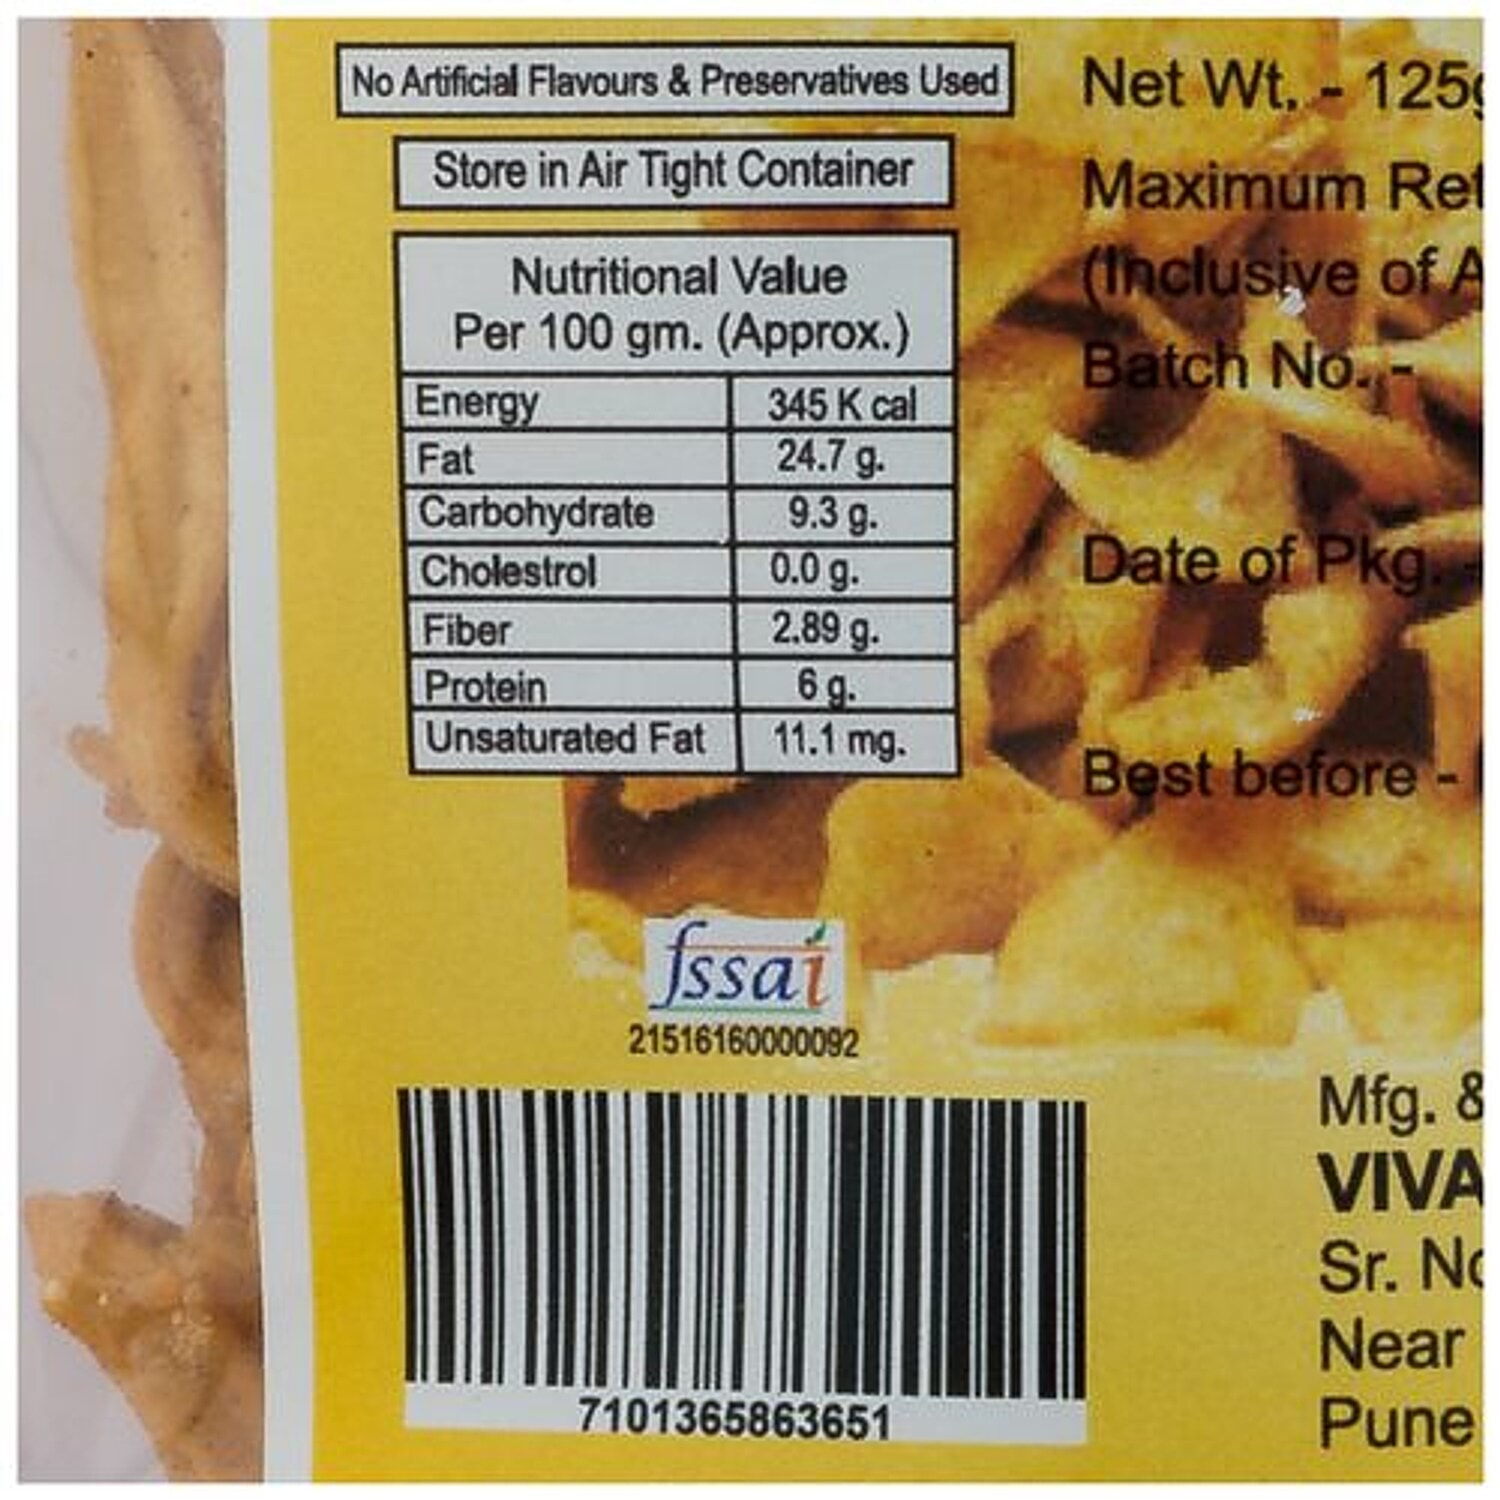 No Artificial Flavours & Preservatives Used
Store in Air Tight Container
Nutritional Value
Per 100 gm. (Approx.)
Energy 345 K cal
Fat 24.7 g.
Carbohydrate 9.3 g.
Cholestrol 0.0 g.
Fiber 2.89 g.
Protein 6 g.
Unsaturated Fat 11.1 mg.
fssai
21516160000092
7101365863651
Net Wt. - 125g
Maximum Ret
(Inclusive of A
Batch No. -
Date of Pkg. -
Best before -
Mfg. &
VIVA
Sr. No
Near
Pune